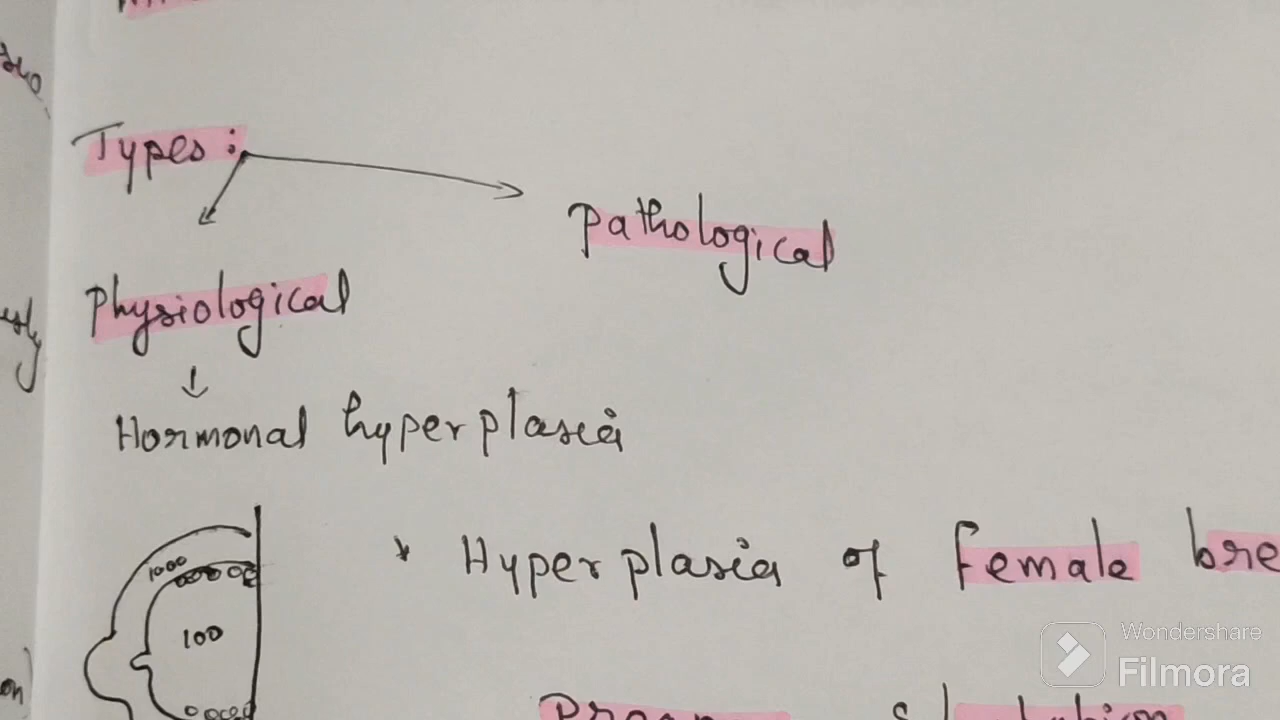 Types:
Pathological
Physiological
↓
Hormonal hyperplasia
1000
100
* Hyperplasia of female bre
Wondershare
Filmora